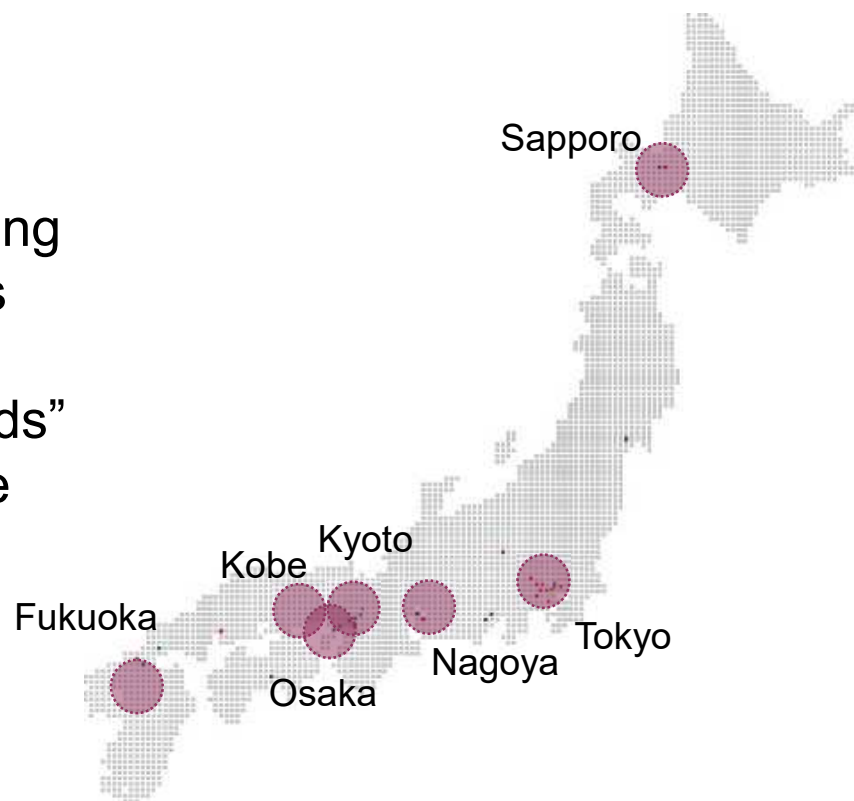 Sapporo
ng
s
ds”
e
Kyoto
Kobe
Fukuoka
Tokyo
Nagoya
Osaka